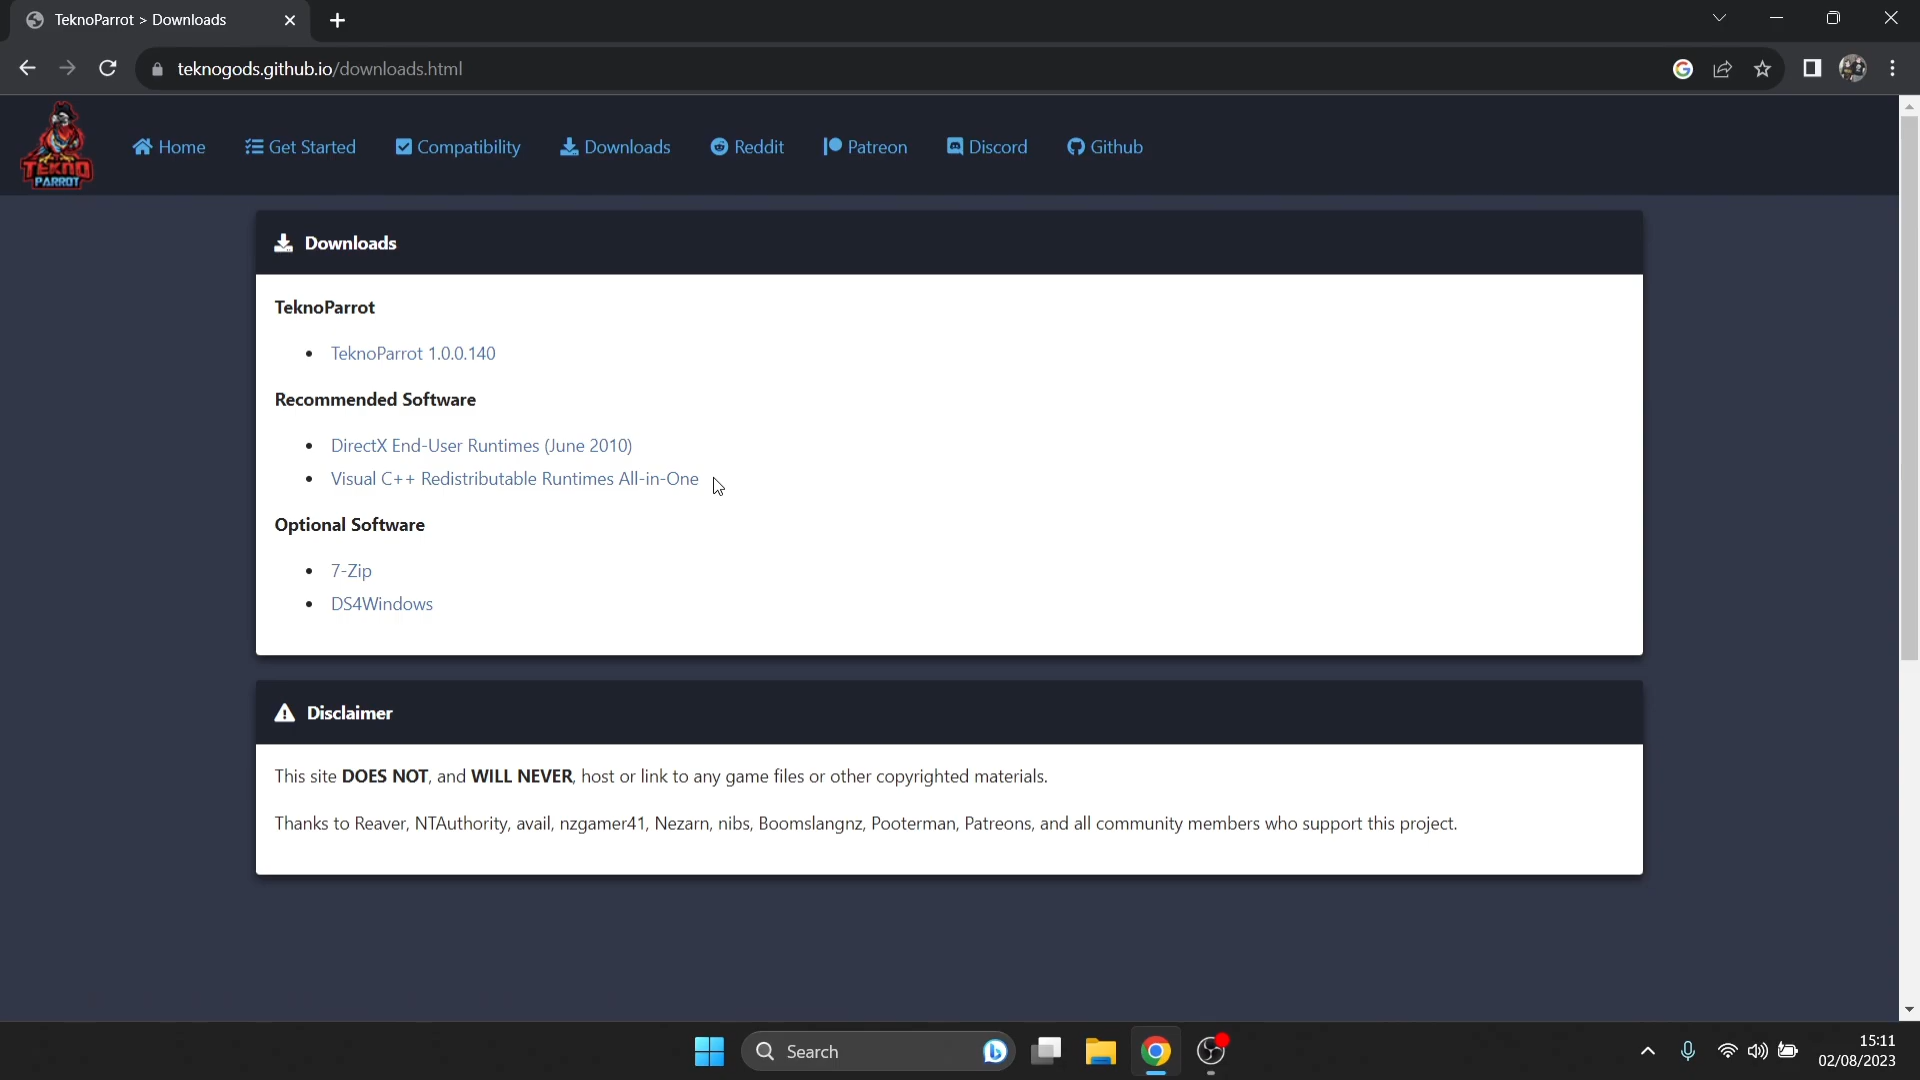 TeknoParrot > Downloads
teknogods.github.io/downloads.html
TEKNO
PARROT
Home
Get Started
Compatibility
Downloads
Reddit
Patreon
Discord
Github
Downloads
TeknoParrot
TeknoParrot 1.0.0.140
Recommended Software
DirectX End-User Runtimes (June 2010)
Visual C++ Redistributable Runtimes All-in-One
Optional Software
7-Zip
DS4Windows
Disclaimer
This site DOES NOT, and WILL NEVER, host or link to any game files or other copyrighted materials.
Thanks to Reaver, NTAuthority, avail, nzgamer41, Nezarn, nibs, Boomslangnz, Pooterman, Patreons, and all community members who support this project.
Search
15:11
02/08/2023